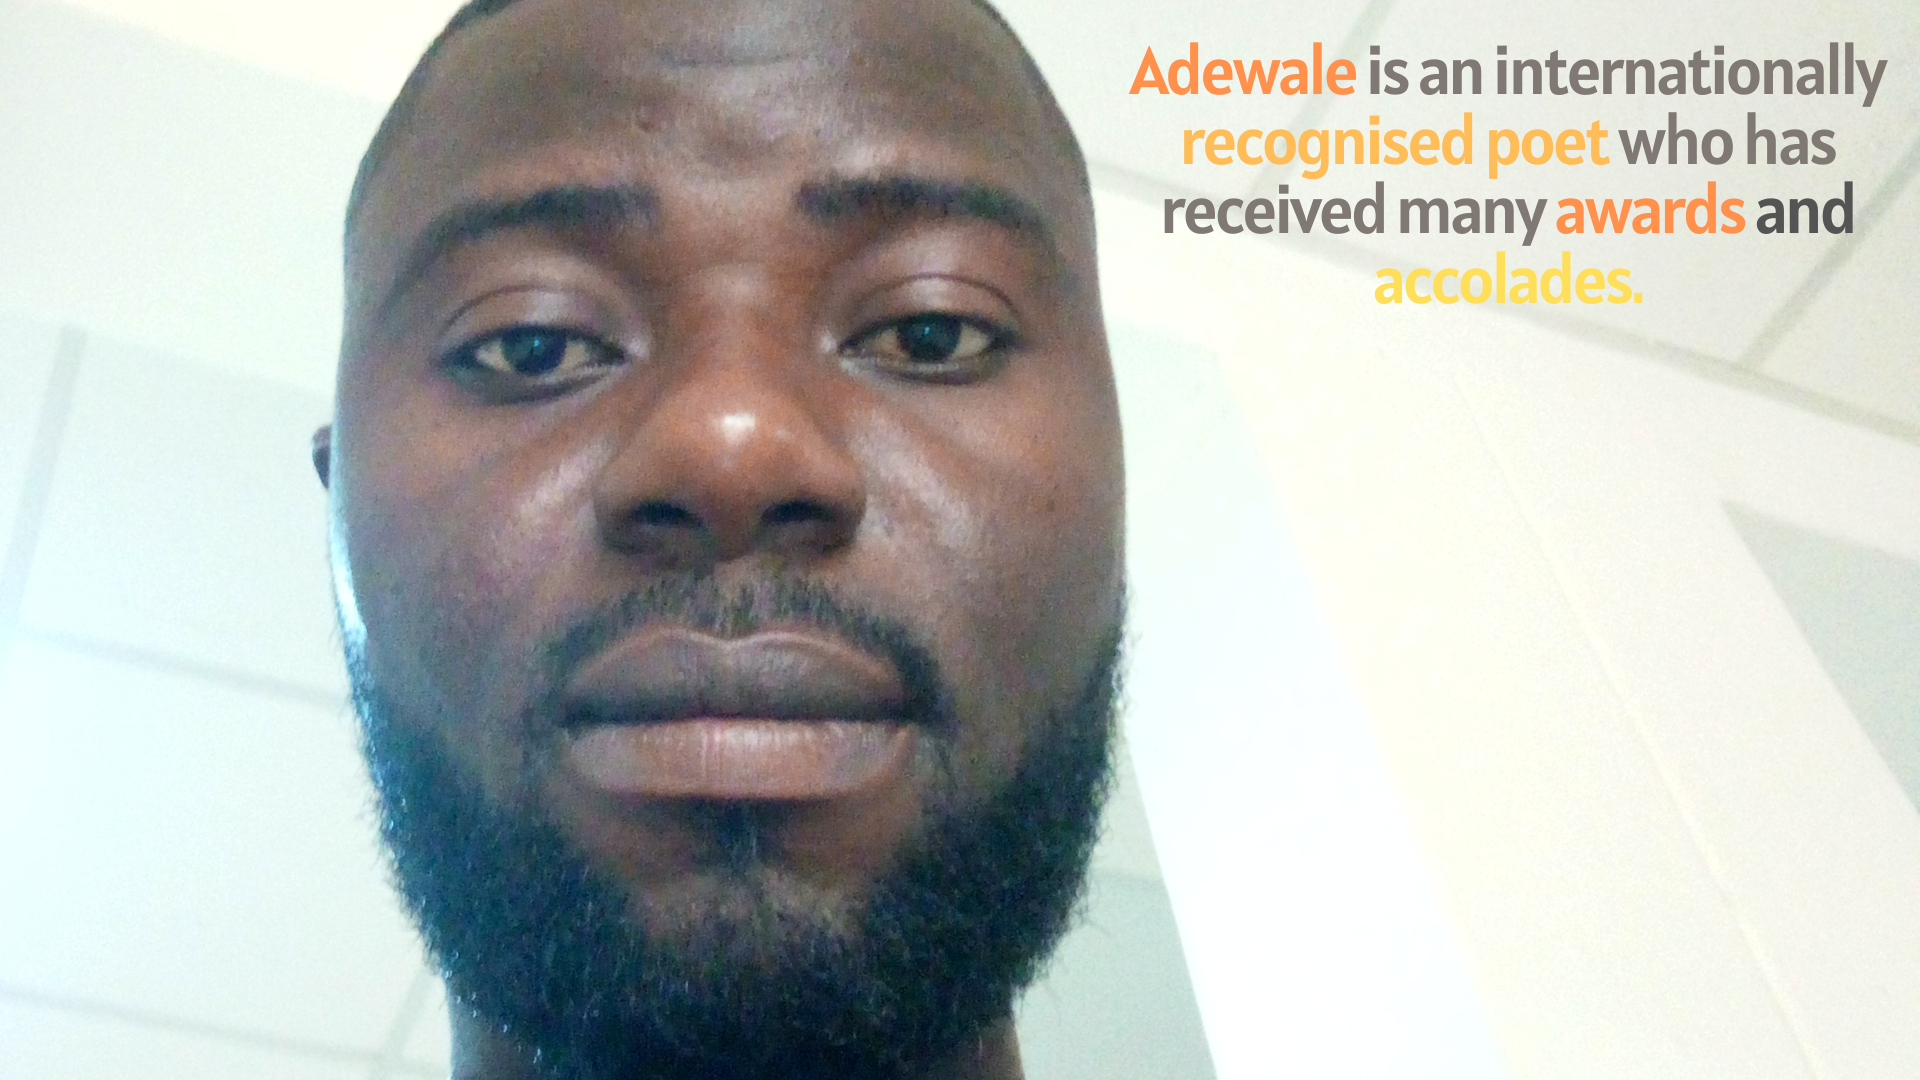 Adewale is an internationally
recognised poet who has
received many awards and
accolades.